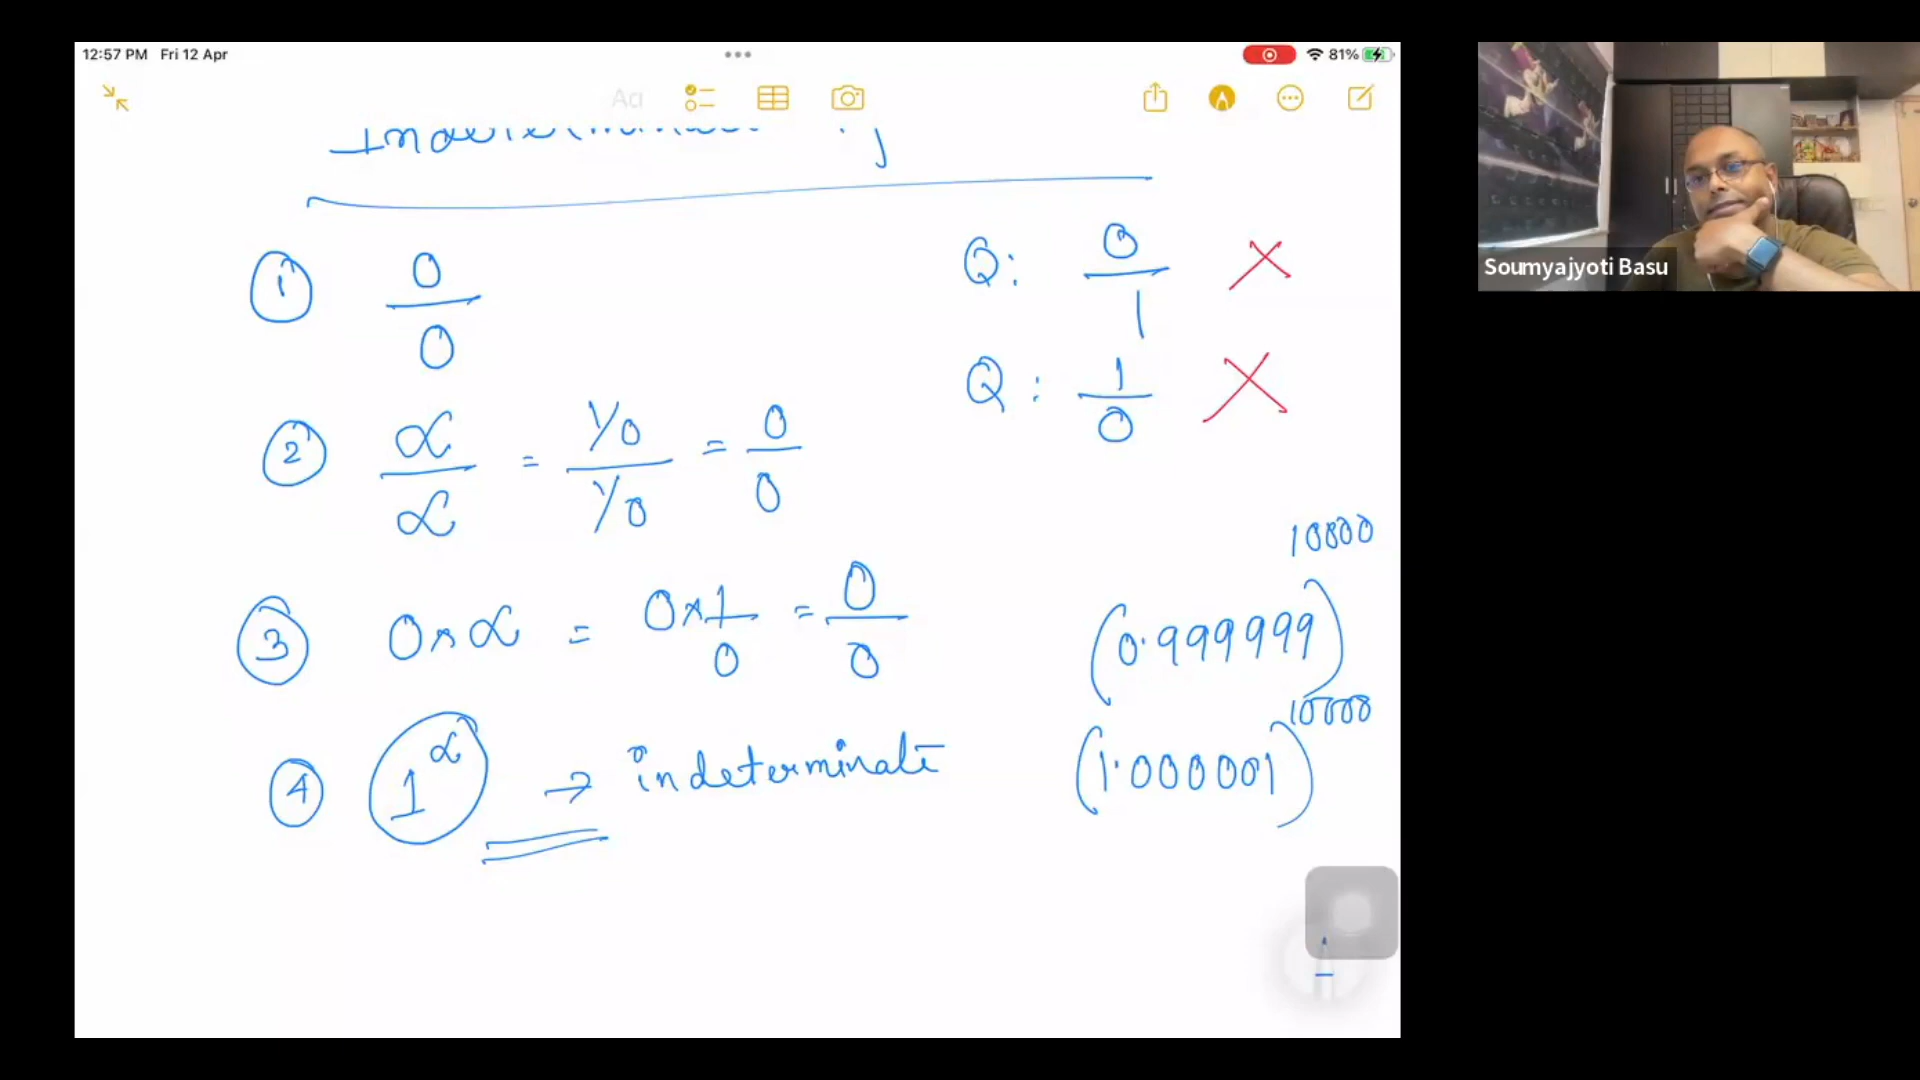 12:57 PM Fri 12 Apr
81%
Aa
① 0/0
Q: 0/1 ✗
② ∝/∝ = (1/0)/(1/0) = 0/0
Q: 1/0 ✗
③ 0×∝ = 0×1/0 = 0/0
(0.999999)^10000
④ 1^∝ → indeterminate
(1.000001)^10000
Soumyajyoti Basu